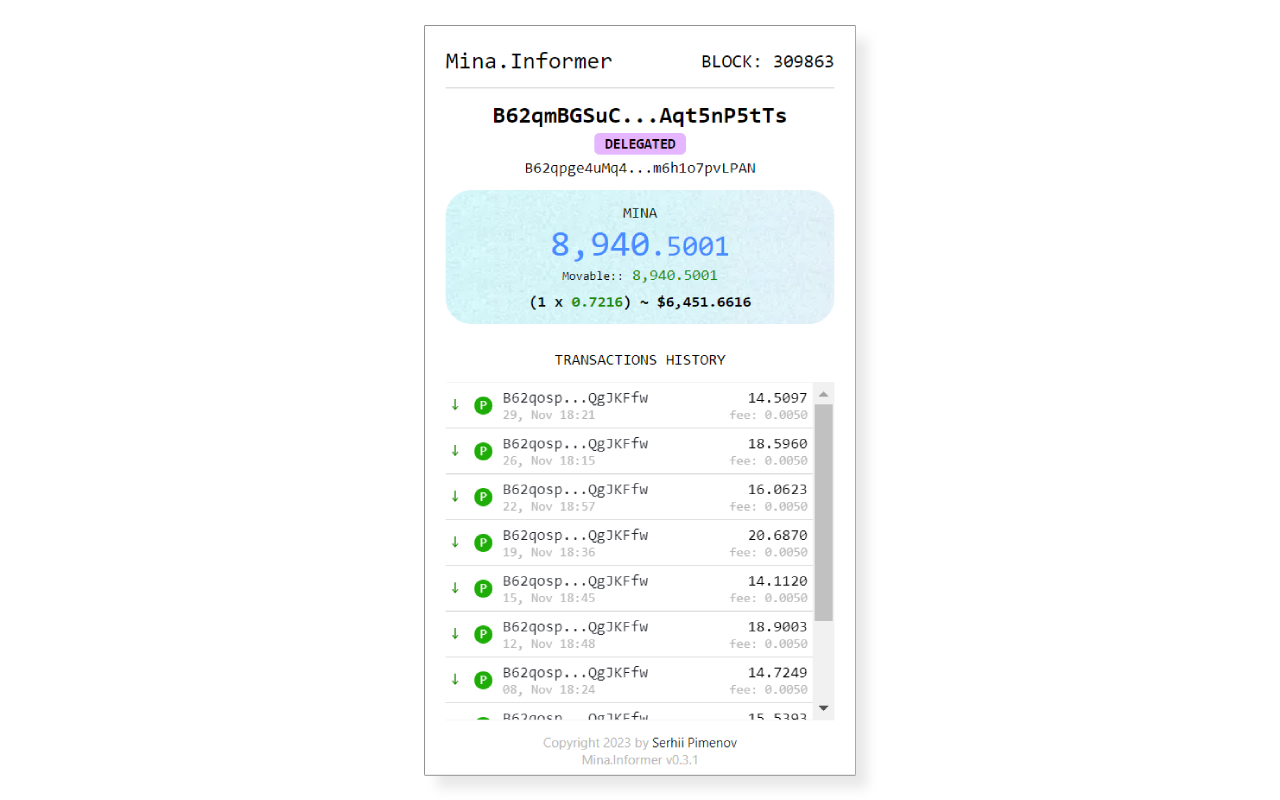 Mina.Informer BLOCK: 309863
B62qmBGSuC...Aqt5nP5tTs
DELEGATED
B62qpge4uMq4...m6h1o7pvLPAN
MINA
8,940.5001
Movable:: 8,940.5001
(1 x 0.7216) ~ $6,451.6616
TRANSACTIONS HISTORY
↓ P B62qosp...QgJKFfw 14.5097
29, Nov 18:21 fee: 0.0050
↓ P B62qosp...QgJKFfw 18.5960
26, Nov 18:15 fee: 0.0050
↓ P B62qosp...QgJKFfw 16.0623
22, Nov 18:57 fee: 0.0050
↓ P B62qosp...QgJKFfw 20.6870
19, Nov 18:36 fee: 0.0050
↓ P B62qosp...QgJKFfw 14.1120
15, Nov 18:45 fee: 0.0050
↓ P B62qosp...QgJKFfw 18.9003
12, Nov 18:48 fee: 0.0050
↓ P B62qosp...QgJKFfw 14.7249
08, Nov 18:24 fee: 0.0050
B62qosp...QgJKFfw 15.5393
Copyright 2023 by Serhii Pimenov
Mina.Informer v0.3.1